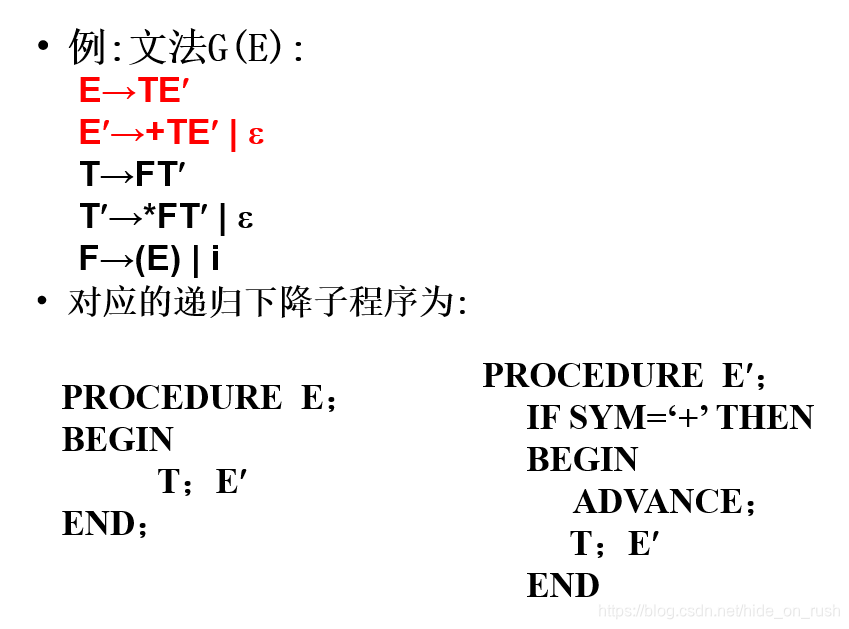 • 例:文法G(E):
E→TE′
E′→+TE′ | ε
T→FT′
T′→*FT′ | ε
F→(E) | i
• 对应的递归下降子程序为:
PROCEDURE E；
BEGIN
T；E′
END；
PROCEDURE E′；
IF SYM=‘+’ THEN
BEGIN
ADVANCE；
T；E′
END
https://blog.csdn.net/hide_on_rush